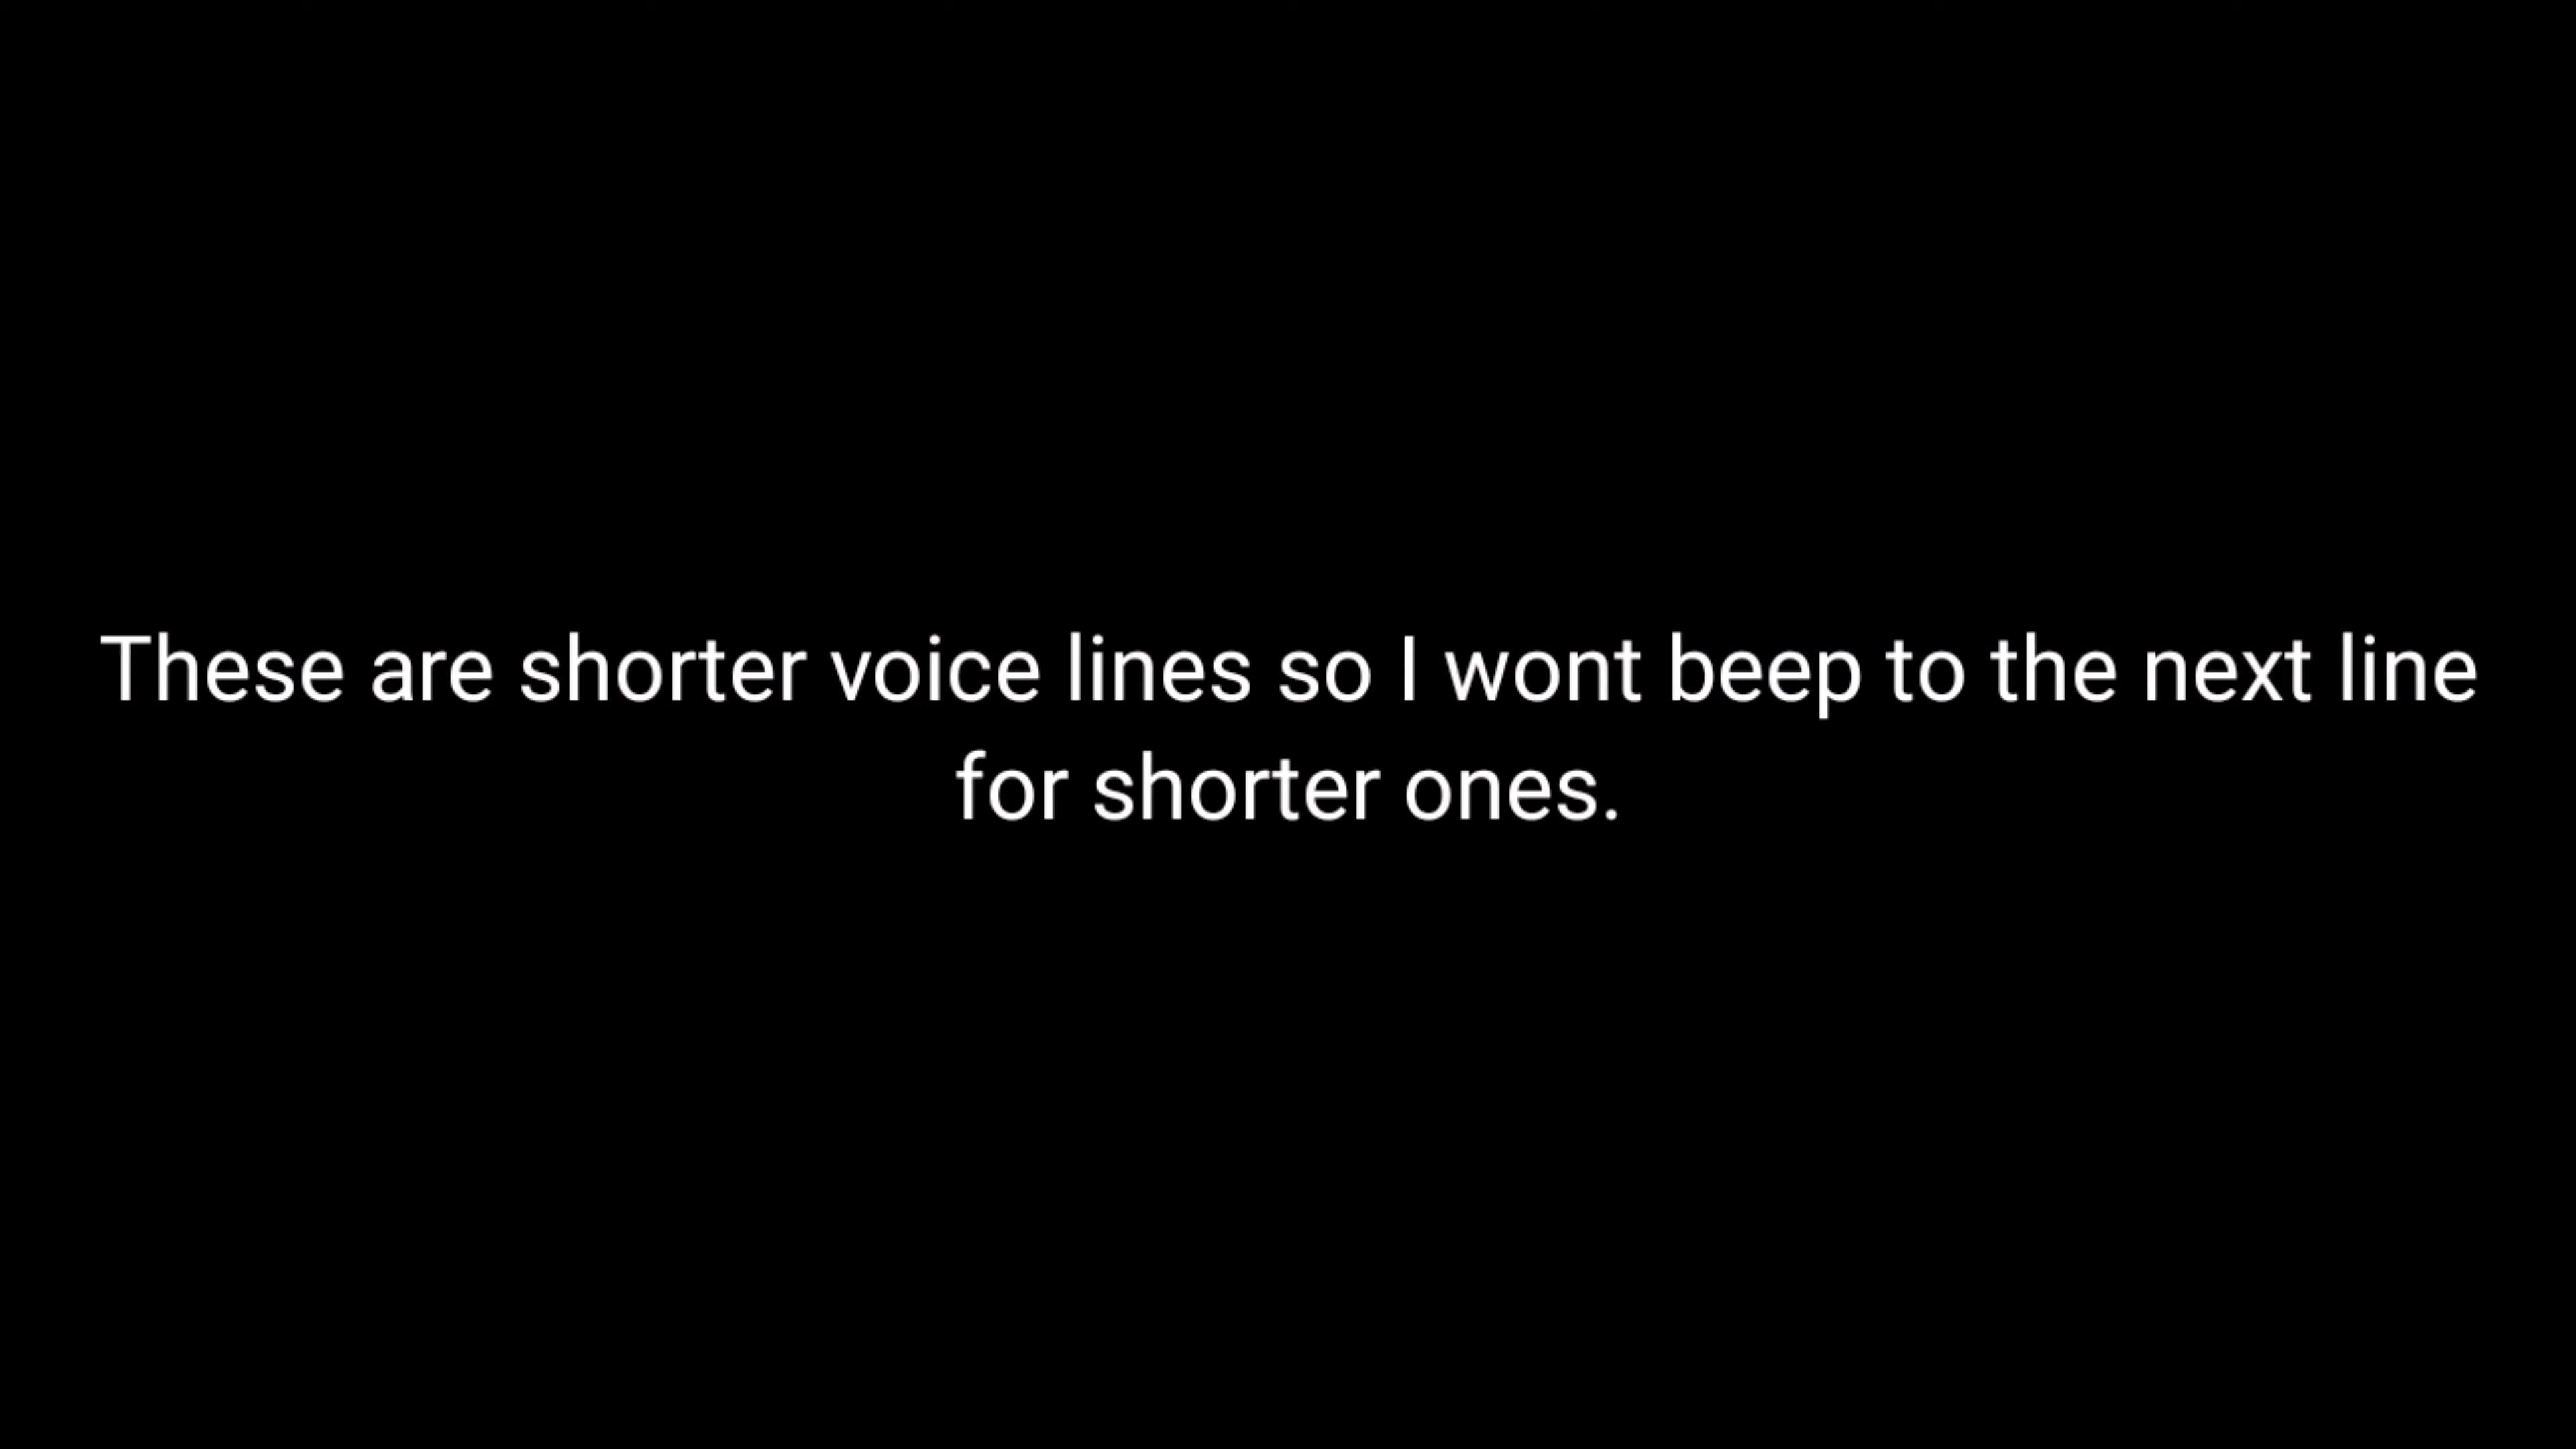 These are shorter voice lines so I wont beep to the next line
for shorter ones.